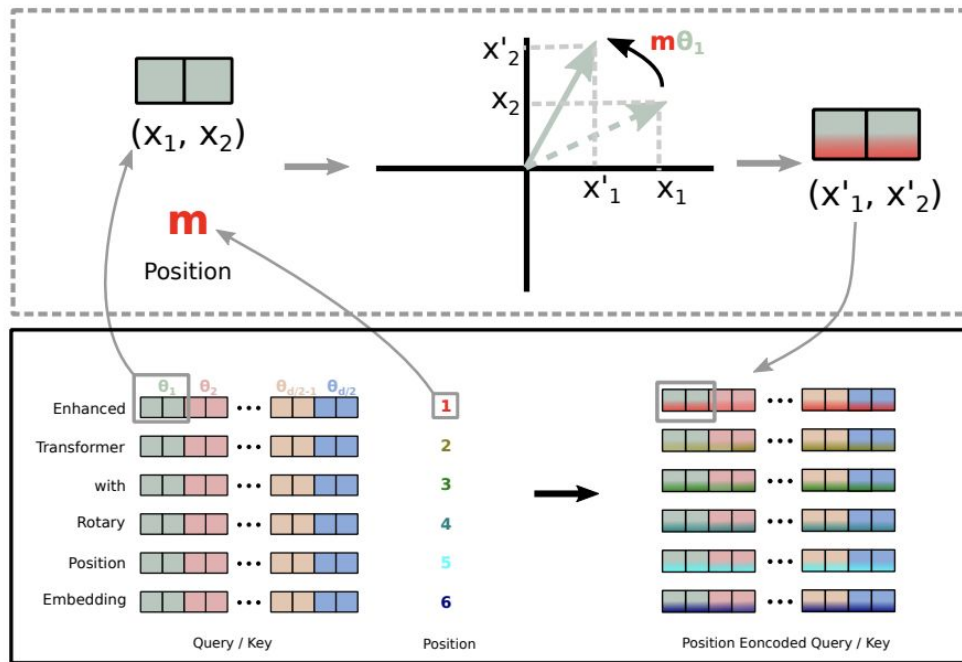 x'₂
mθ₁
x₂
(x₁, x₂)
x'₁ x₁
(x'₁, x'₂)
m
Position
θ₁ θ₂ θd/2-1 θd/2
Enhanced ••• 1 •••
Transformer ••• 2 •••
with ••• 3 •••
Rotary ••• 4 •••
Position ••• 5 •••
Embedding ••• 6 •••
Query / Key Position Position Eoncoded Query / Key